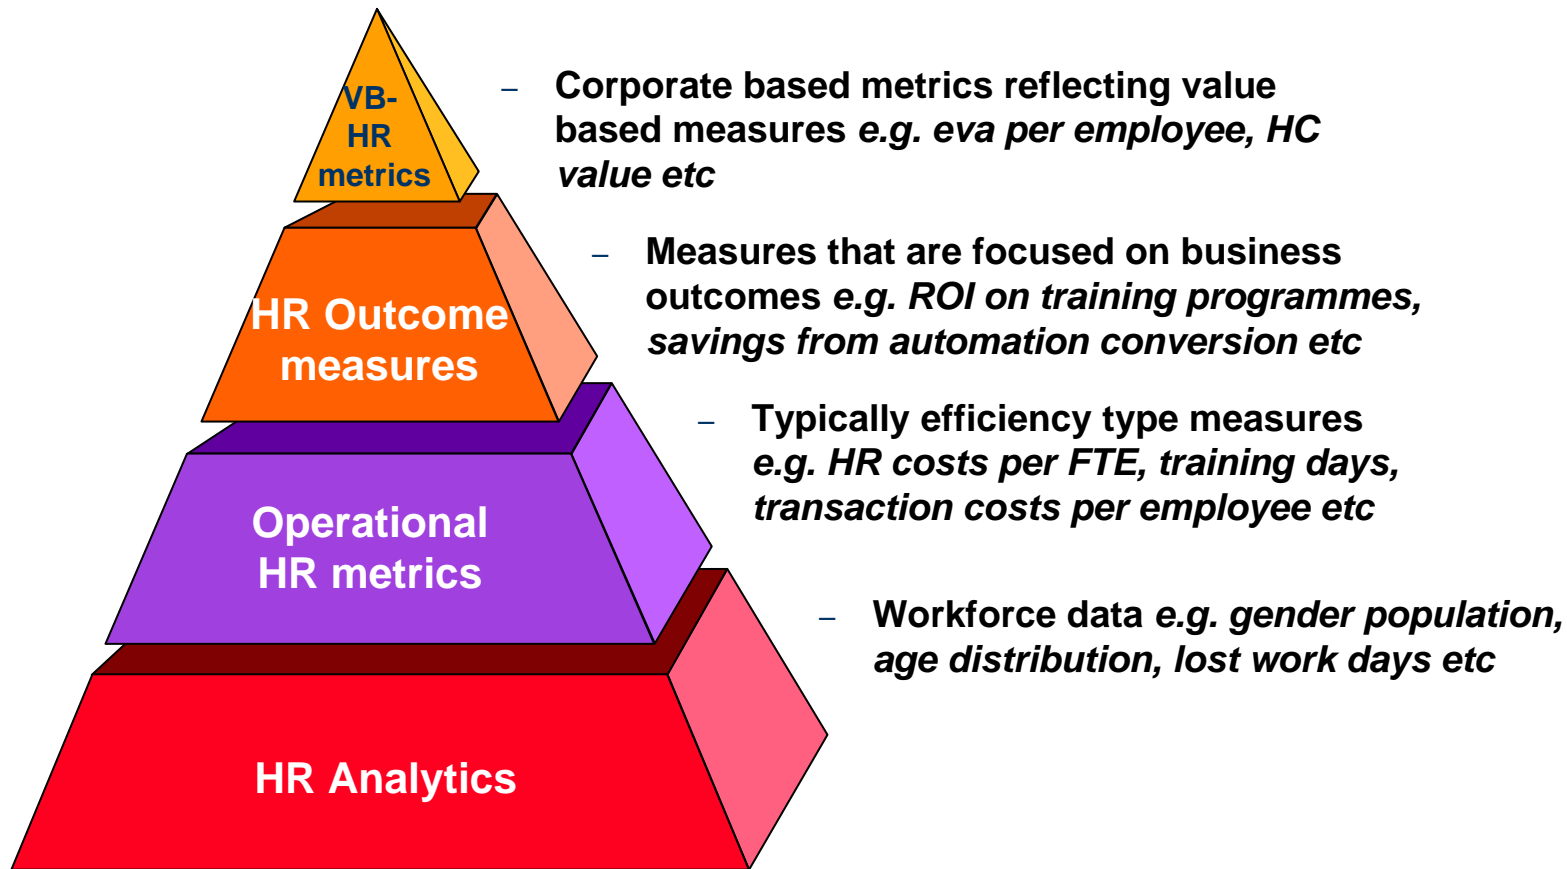 VB-
HR
metrics
– Corporate based metrics reflecting value
based measures e.g. eva per employee, HC
value etc
HR Outcome
measures
– Measures that are focused on business
outcomes e.g. ROI on training programmes,
savings from automation conversion etc
Operational
HR metrics
– Typically efficiency type measures
e.g. HR costs per FTE, training days,
transaction costs per employee etc
HR Analytics
– Workforce data e.g. gender population,
age distribution, lost work days etc